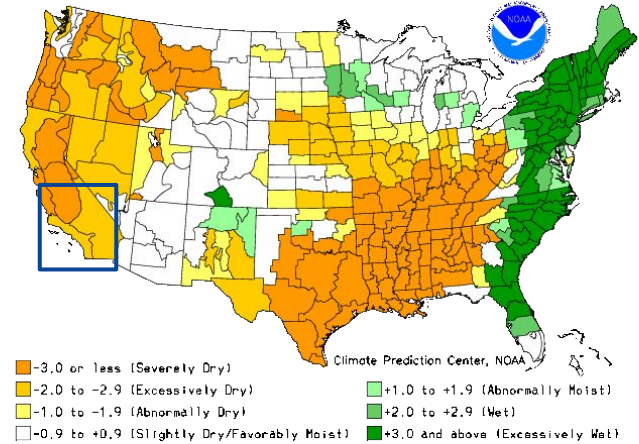 NOAA
Climate Prediction Center, NOAA
-3.0 or less (Severely Dry)
-2.0 to -2.9 (Excessively Dry)
-1.0 to -1.9 (Abnormally Dry)
-0.9 to +0.9 (Slightly Dry/Favorably Moist)
+1.0 to +1.9 (Abnormally Moist)
+2.0 to +2.9 (Wet)
+3.0 and above (Excessively Wet)